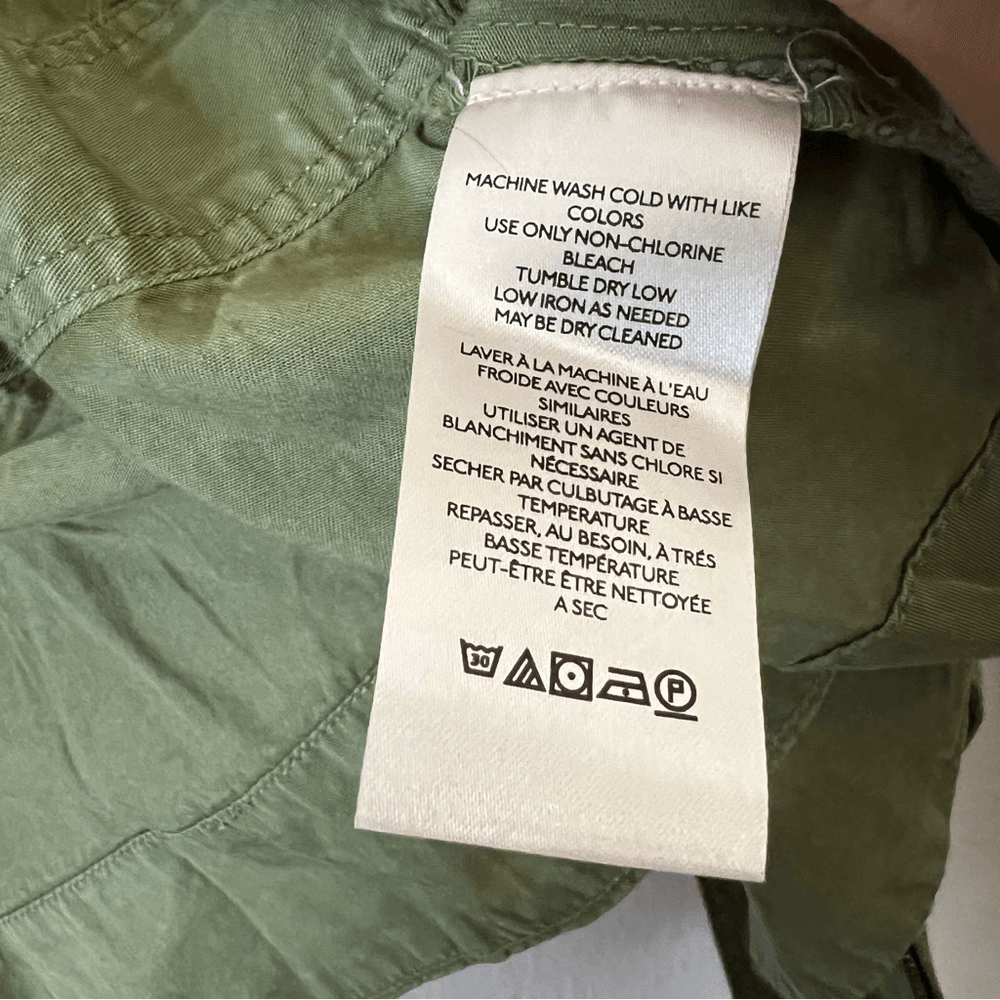 MACHINE WASH COLD WITH LIKE
COLORS
USE ONLY NON-CHLORINE
BLEACH
TUMBLE DRY LOW
LOW IRON AS NEEDED
MAY BE DRY CLEANED
LAVER À LA MACHINE À L'EAU
FROIDE AVEC COULEURS
SIMILAIRES
UTILISER UN AGENT DE
BLANCHIMENT SANS CHLORE SI
NÉCESSAIRE
SECHER PAR CULBUTAGE À BASSE
TEMPERATURE
REPASSER, AU BESOIN, À TRÉS
BASSE TEMPÉRATURE
PEUT-ÊTRE ÊTRE NETTOYÉE
A SEC
30 P